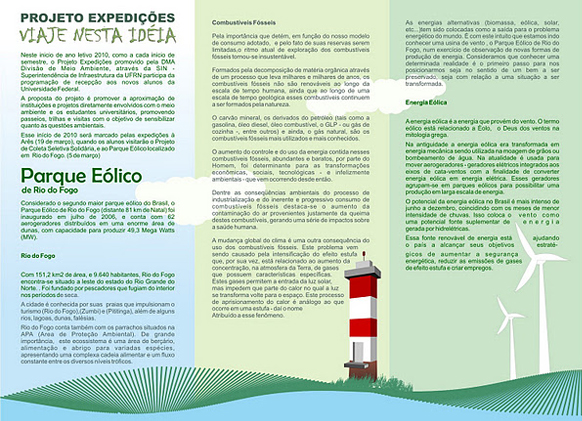 PROJETO EXPEDIÇÕES
VIAJE NESTA IDÉIA
Neste início de ano letivo 2010, como a cada início de
semestre, o Projeto Expedições promovido pela DMA
Divisão de Meio Ambiente, através da SIN -
Superintendência de Infraestrutura da UFRN participa da
programação de recepção aos novos alunos da
Universidade Federal.
A proposta do projeto é promover a aproximação de
instituições e projetos diretamente envolvidos com o meio
ambiente e os estudantes universitários, promovendo
passeios, trilhas e visitas com o objetivo de sensibilizar
quanto às questões ambientais.
Esse início de 2010 será marcado pelas expedições à
Arês (19 de março), quando os alunos visitarão o Projeto
de Coleta Seletiva Solidária, e ao Parque Eólico-localizado
em Rio do Fogo. (5 de março)
Parque Eólico
de Rio do Fogo
Considerado o segundo maior parque eólico do Brasil, o
Parque Eólico de Rio do Fogo (distante 81 km de Natal) foi
inaugurado em julho de 2006, e conta com 62
aerogeradores distribuídos em uma enorme área de
dunas, com capacidade para produzir 49,3 Mega Watts
(MW).
Rio do Fogo
Com 151,2 km2 de área, e 9.640 habitantes, Rio do Fogo
encontra-se situado a leste do estado do Rio Grande do
Norte. . Foi fundado por pescadores que fugiam do interior
nos períodos de seca.
A cidade é conhecida por suas praias que impulsionam o
turismo (Rio do Fogo),(Zumbi) e (Pititinga), além de alguns
rios, lagoas, dunas, falésias.
Rio do Fogo conta também com os parrachos situados na
APA (Área de Proteção Ambiental). De grande
importância, este ecossistema é uma área de berçário,
alimentação e abrigo para variadas espécies,
apresentando uma complexa cadeia alimentar e um fluxo
constante entre os diversos níveis tróficos.
Combustíveis Fósseis
Pela importância que detém, em função do nosso modelo
de consumo adotado, e pelo fato de suas reservas serem
limitadas,o ritmo atual de exploração dos combustíveis
fósseis tornou-se insustentável.
Formados pela decomposição de matéria orgânica através
de um processo que leva milhares e milhares de anos, os
combustíveis fósseis não são renováveis ao longo da
escala de tempo humana, ainda que ao longo de uma
escala de tempo geológica esses combustíveis continuem
a ser formados pela natureza.
O carvão mineral, os derivados do petróleo (tais como a
gasolina, óleo diesel, óleo combustível, o GLP - ou gás de
cozinha -, entre outros) e ainda, o gás natural, são os
combustíveis fósseis mais utilizados e mais conhecidos.
O aumento do controle e do uso da energia contida nesses
combustíveis fósseis, abundantes e baratos, por parte do
Homem, foi determinante para as transformações
econômicas, sociais, tecnológicas - e infelizmente
ambientais - que vem ocorrendo desde então.
Dentre as conseqüências ambientais do processo de
industrialização e do inerente e progressivo consumo de
combustíveis fósseis destaca-se o aumento da
contaminação do ar provenientes justamente da queima
destes combustíveis, gerando uma série de impactos sobre
a saúde humana.
A mudança global do clima é uma outra consequência do
uso dos combustíveis fósseis. Este problema vem
sendo causado pela intensificação do efeito estufa
que, por sua vez, está relacionado ao aumento da
concentração, na atmosfera da Terra, de gases
que possuem características específicas.
Estes gases permitem a entrada da luz solar,
mas impedem que parte do calor no qual a luz
se transforma volte para o espaço. Este processo
de aprisionamento do calor é análogo ao que
ocorre em uma estufa - daí o nome
Atribuído a esse fenômeno.
As energias alternativas (biomassa, eólica, solar,
etc...)tem sido colocadas como a saída para o problema
energético do mundo. É com este intuito que estamos indo
conhecer uma usina de vento , o Parque Eólico de Rio do
Fogo, num exercício de observação de novas formas de
produção de energia. Consideramos que conhecer uma
determinada realidade é o primeiro passo para nos
posicionarmos seja no sentido de um bem a ser
preservado, seja com relação a uma situação a ser
transformada.
Energia Eólica
A energia eólica é a energia que provém do vento. O termo
eólico está relacionado a Éolo, o Deus dos ventos na
mitologia grega.
Na antiguidade a energia eólica era transformada em
energia mecânica sendo utilizada na moagem de grãos ou
bombeamento de água. Na atualidade é usada para
mover aerogeradores - geradores elétricos integrados aos
eixos de cata-ventos com a finalidade de converter
energia eólica em energia elétrica. Esses geradores
agrupam-se em parques eólicos para possibilitar uma
produção em larga escala de energia.
O potencial da energia eólica no Brasil é mais intenso de
junho a dezembro, coincidindo com os meses de menor
intensidade de chuvas. Isso coloca o vento como
uma potencial fonte suplementar de energia
gerada por hidrelétricas.
Essa fonte renovável de energia está ajudando
o país a alcançar seus objetivos estraté-
gicos de aumentar a segurança
energética, reduzir as emissões de gases
de efeito estufa e criar empregos.